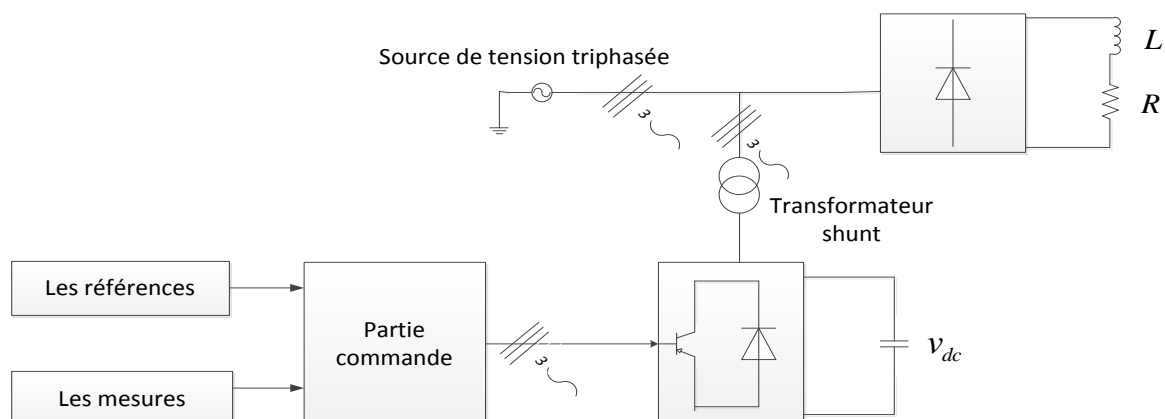 Source de tension triphasée
L
R
3
3
Transformateur
shunt
Les références
Partie
commande
3
v_dc
Les mesures